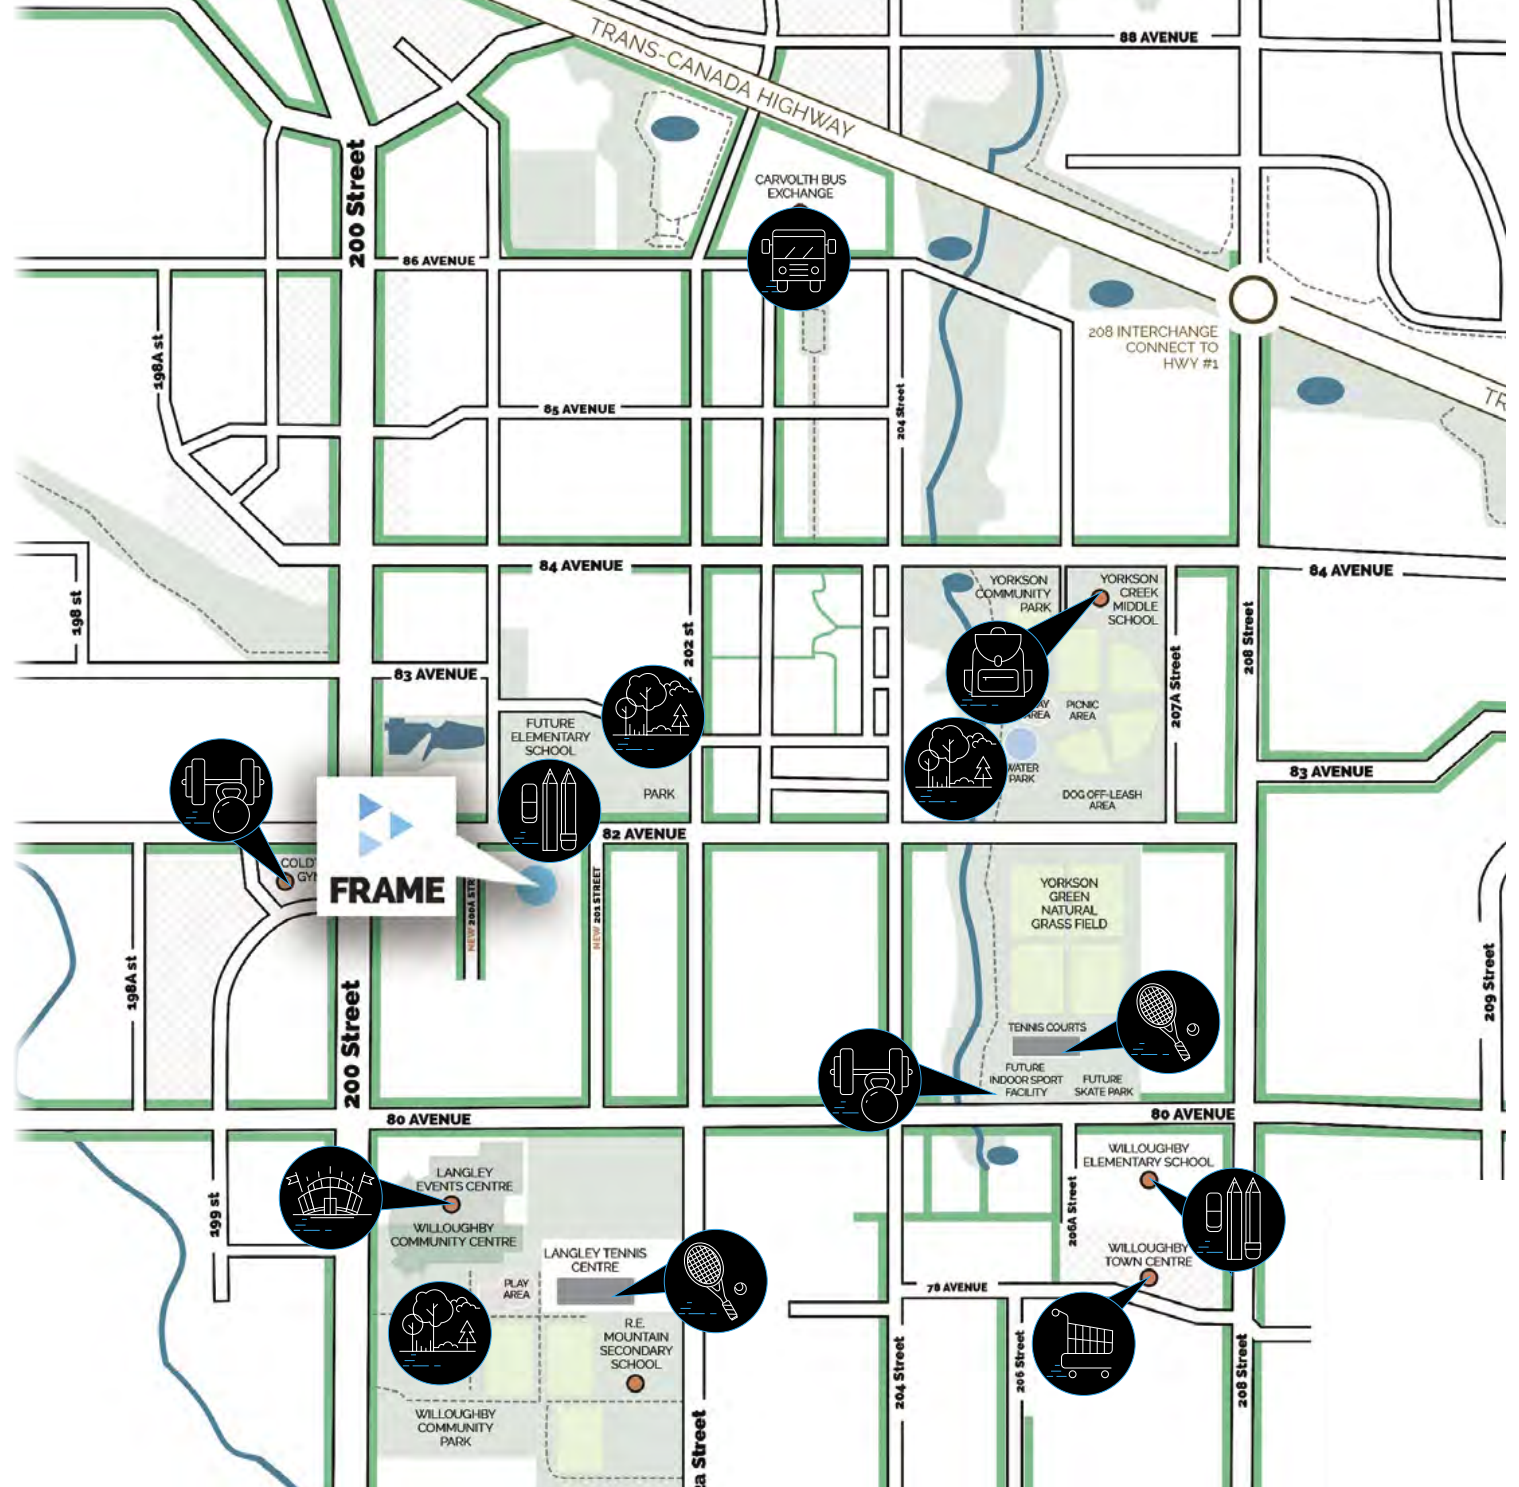 88 AVENUE
TRANS-CANADA HIGHWAY
200 Street
CARVOLTH BUS
EXCHANGE
86 AVENUE
208 INTERCHANGE
CONNECT TO
HWY #1
TR
198A st
85 AVENUE
204 Street
84 AVENUE
84 AVENUE
198 st
202 st
YORKSON
COMMUNITY
PARK
YORKSON
CREEK
MIDDLE
SCHOOL
208 Street
207A Street
83 AVENUE
FUTURE
ELEMENTARY
SCHOOL
PARK
AREA
PICNIC
AREA
WATER
PARK
DOG OFF-LEASH
AREA
83 AVENUE
82 AVENUE
FRAME
NEW 200A STR
NEW 201 STREET
YORKSON
GREEN
NATURAL
GRASS FIELD
198A st
200 Street
209 Street
TENNIS COURTS
FUTURE
INDOOR SPORT
FACILITY
FUTURE
SKATE PARK
80 AVENUE
80 AVENUE
LANGLEY
EVENTS CENTRE
WILLOUGHBY
COMMUNITY CENTRE
199 st
WILLOUGHBY
ELEMENTARY SCHOOL
206A Street
WILLOUGHBY
TOWN CENTRE
LANGLEY TENNIS
CENTRE
PLAY
AREA
78 AVENUE
R.E.
MOUNTAIN
SECONDARY
SCHOOL
204 Street
206 Street
208 Street
WILLOUGHBY
COMMUNITY
PARK
a Street